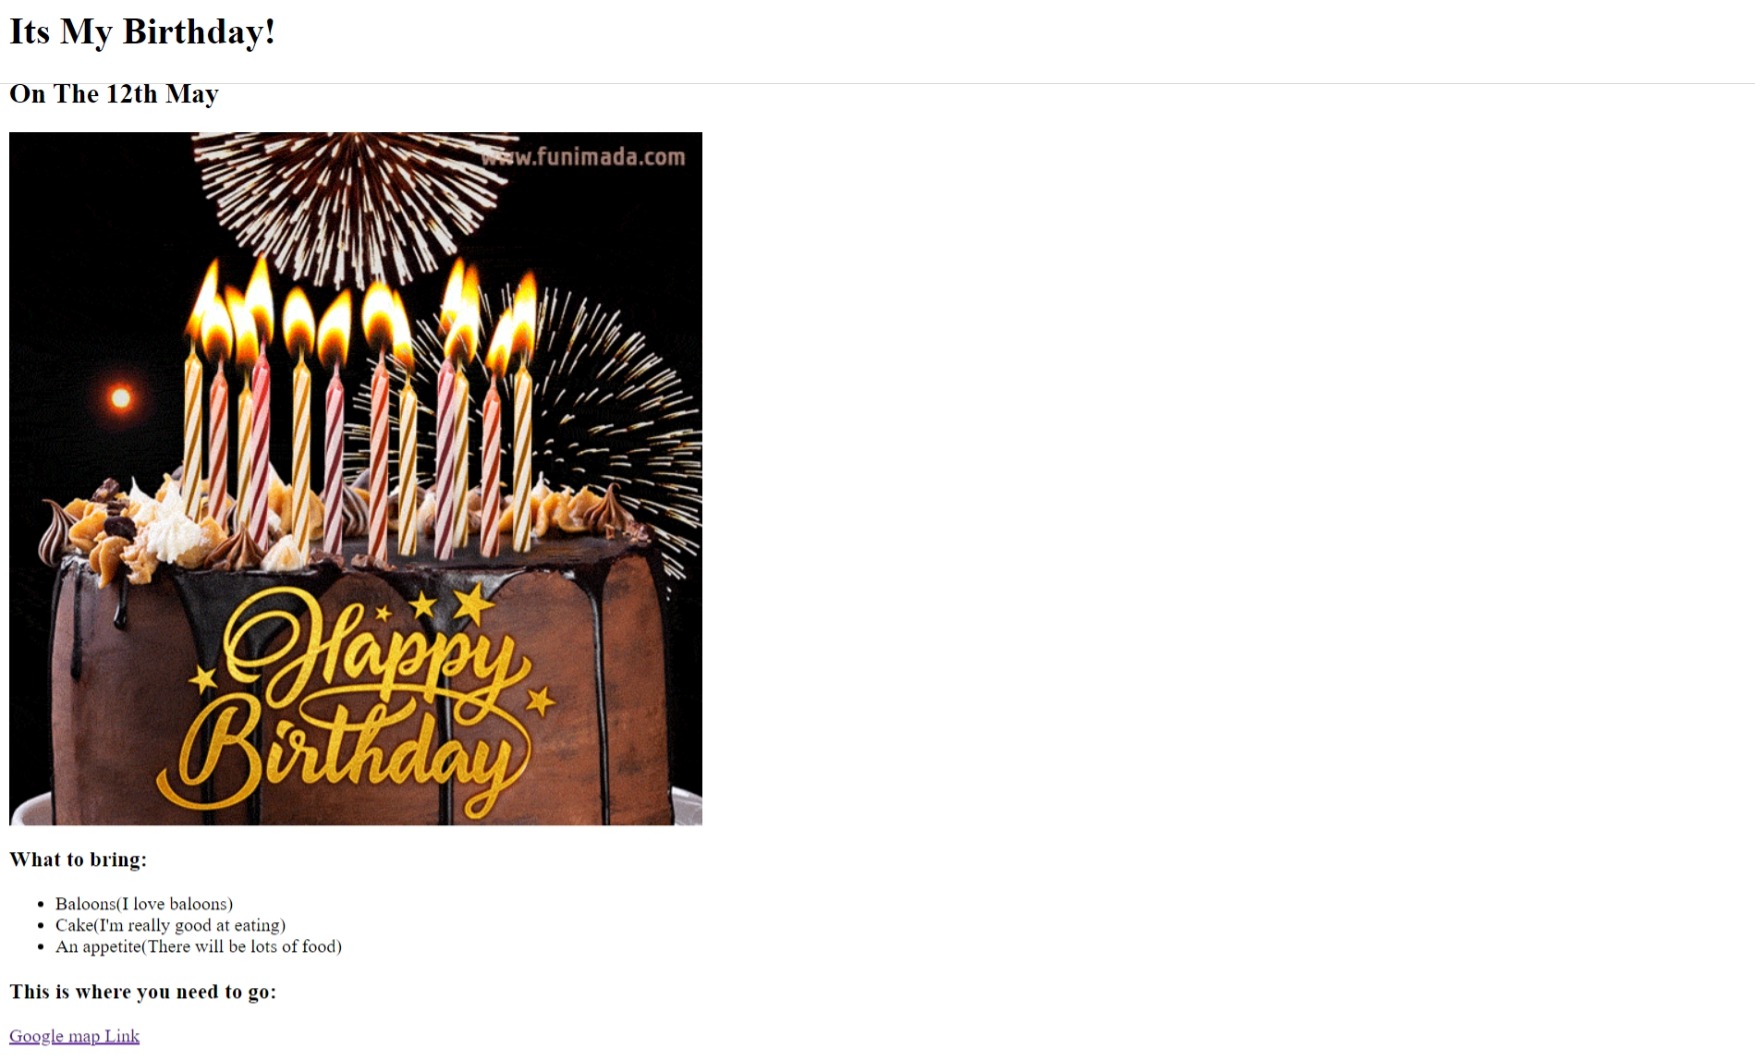 Its My Birthday!
On The 12th May
www.funimada.com
Happy
Birthday
What to bring:
Baloons(I love baloons)
Cake(I'm really good at eating)
An appetite(There will be lots of food)
This is where you need to go:
Google map Link